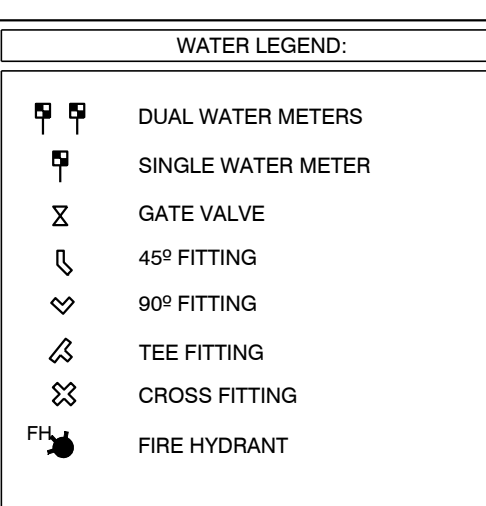 WATER LEGEND:
DUAL WATER METERS
SINGLE WATER METER
GATE VALVE
45º FITTING
90º FITTING
TEE FITTING
CROSS FITTING
FH FIRE HYDRANT